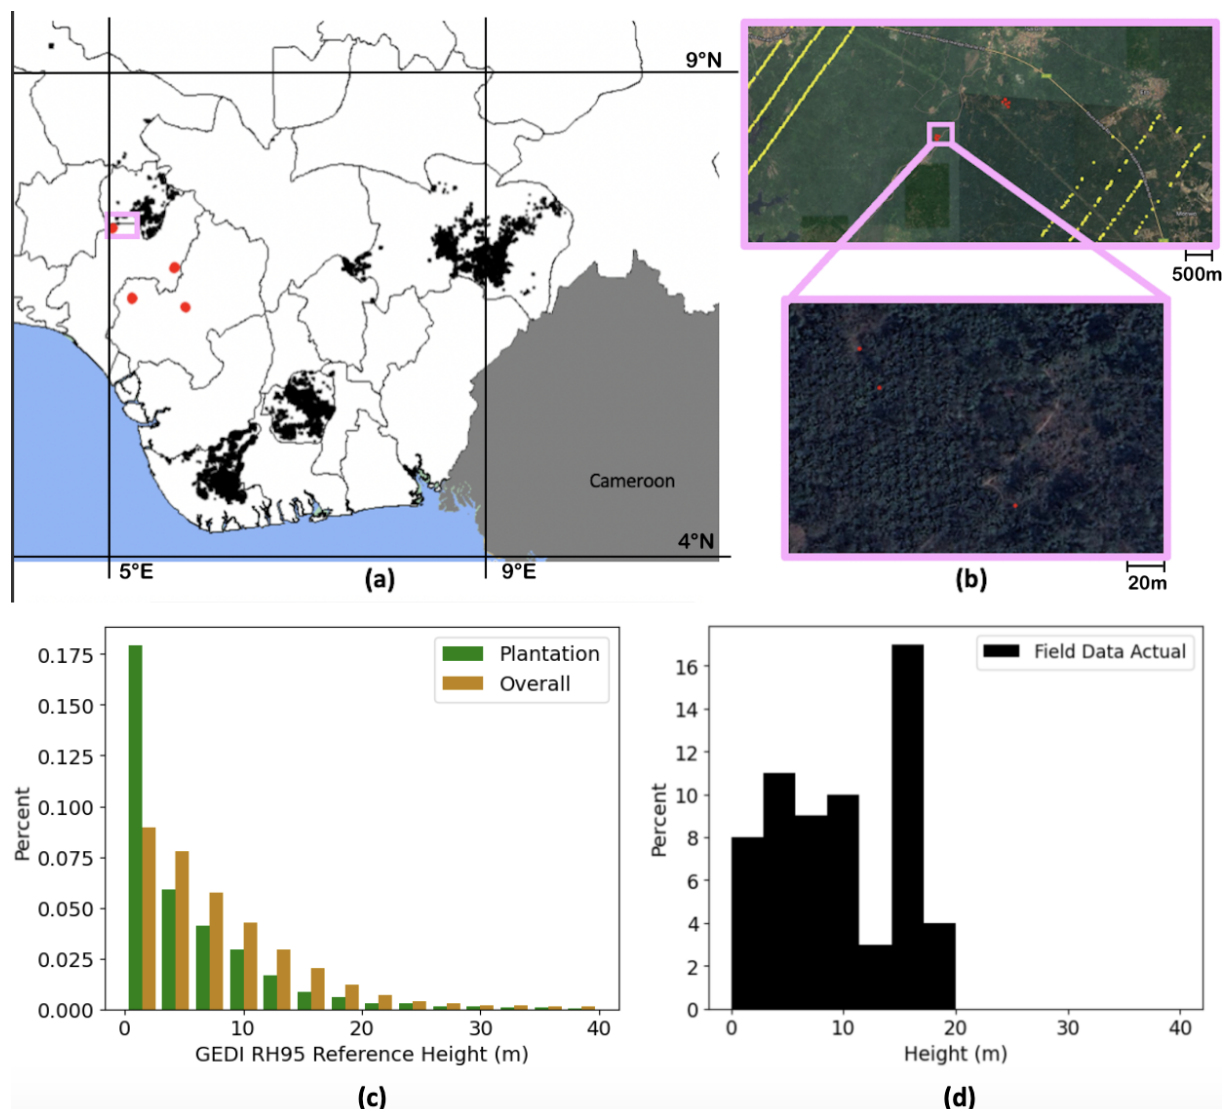 9°N
Cameroon
4°N
5°E
9°E
(a)
500m
20m
(b)
Plantation
Overall
Percent
0.175
0.150
0.125
0.100
0.075
0.050
0.025
0.000
0 10 20 30 40
GEDI RH95 Reference Height (m)
(c)
Field Data Actual
Percent
16
14
12
10
8
6
4
2
0
0 10 20 30 40
Height (m)
(d)